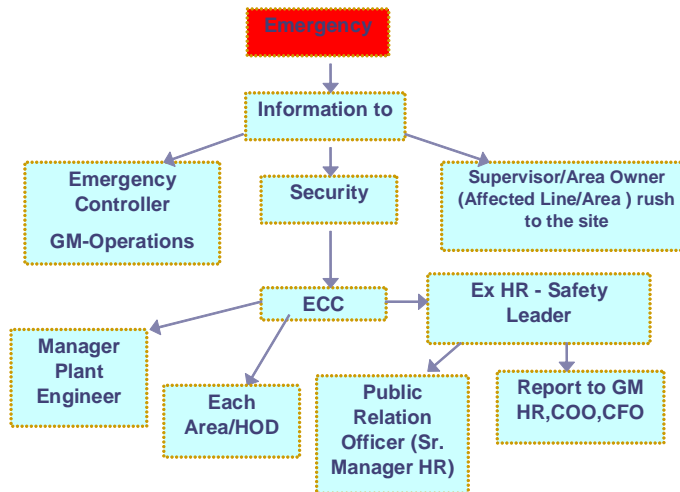 Emergency
Information to
Emergency
Controller
GM-Operations
Security
Supervisor/Area Owner
(Affected Line/Area ) rush
to the site
ECC
Ex HR - Safety
Leader
Manager
Plant
Engineer
Each
Area/HOD
Public
Relation
Officer (Sr.
Manager HR)
Report to GM
HR,COO,CFO